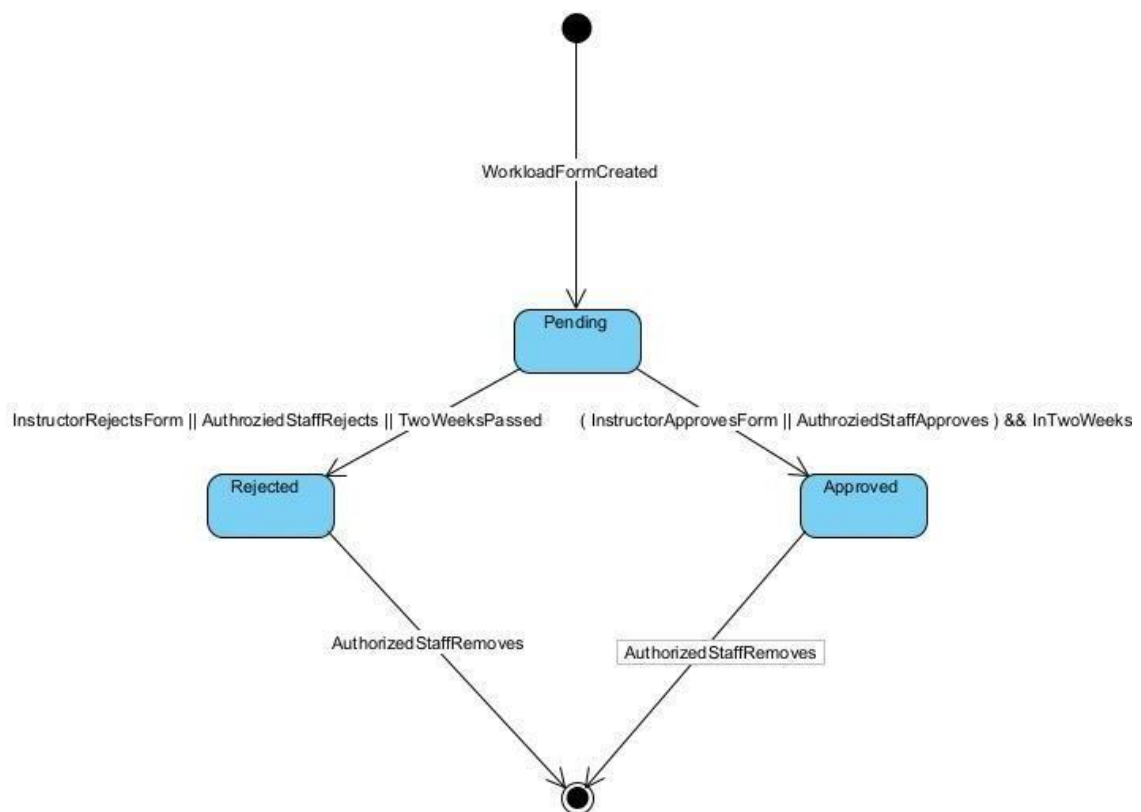 WorkloadFormCreated
Pending
InstructorRejectsForm || AuthroziedStaffRejects || TwoWeeksPassed
( InstructorApprovesForm || AuthroziedStaffApproves ) && InTwoWeeks
Rejected
Approved
AuthorizedStaffRemoves
AuthorizedStaffRemoves